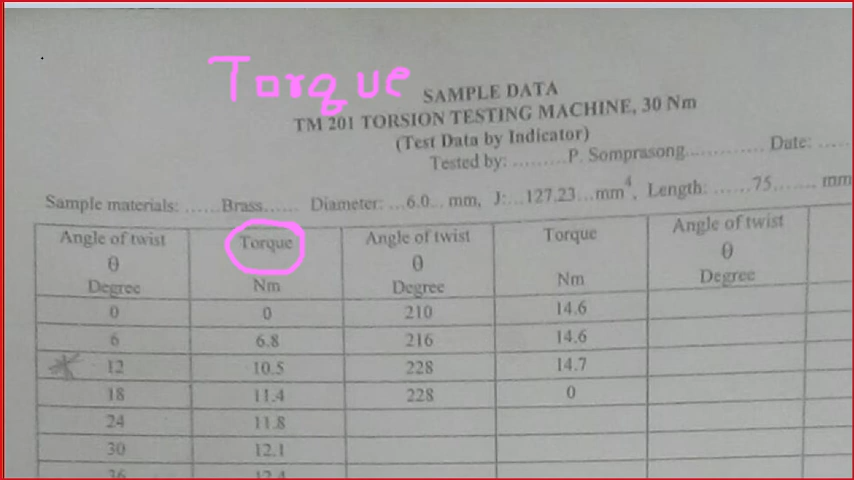 Torque
SAMPLE DATA
TM 201 TORSION TESTING MACHINE, 30 Nm
(Test Data by Indicator)
Tested by: .........P. Somprasong............ Date: .....
Sample materials: ......Brass...... Diameter: ...6.0... mm, J:...127.23...mm⁴, Length: ......75....... mm
Angle of twist Torque Angle of twist Torque Angle of twist
θ θ θ
Degree Nm Degree Nm Degree
0 0 210 14.6
6 6.8 216 14.6
12 10.5 228 14.7
18 11.4 228 0
24 11.8
30 12.1